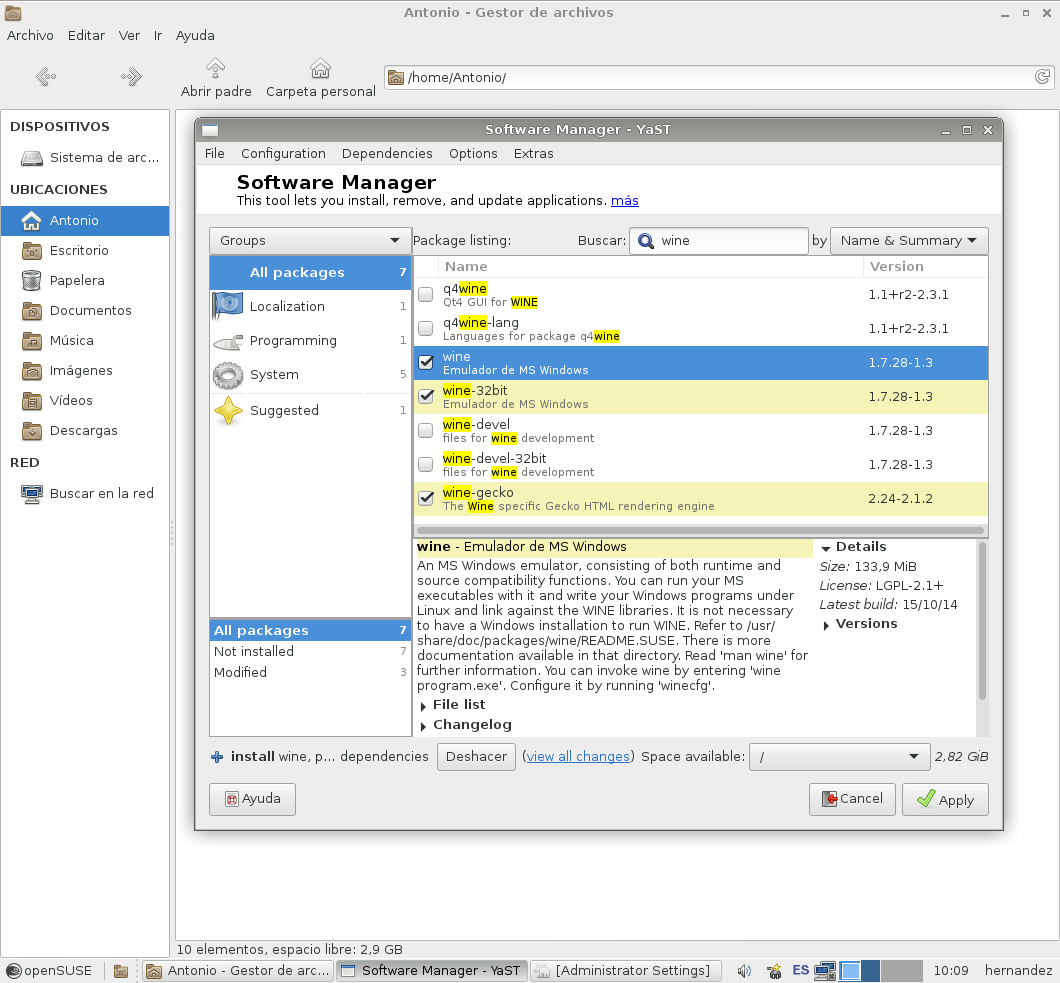 Antonio - Gestor de archivos
Archivo Editar Ver Ir Ayuda
Abrir padre Carpeta personal /home/Antonio/
DISPOSITIVOS
Sistema de arc...
UBICACIONES
Antonio
Escritorio
Papelera
Documentos
Música
Imágenes
Vídeos
Descargas
RED
Buscar en la red
Software Manager - YaST
File Configuration Dependencies Options Extras
Software Manager
This tool lets you install, remove, and update applications. más
Groups Package listing: Buscar: wine by Name & Summary
All packages 7
Localization 1
Programming 1
System 5
Suggested 1
All packages 7
Not installed 7
Modified 3
Name Version
q4wine 1.1+r2-2.3.1
Qt4 GUI for WINE
q4wine-lang 1.1+r2-2.3.1
Languages for package q4wine
wine 1.7.28-1.3
Emulador de MS Windows
wine-32bit 1.7.28-1.3
Emulador de MS Windows
wine-devel 1.7.28-1.3
files for wine development
wine-devel-32bit 1.7.28-1.3
files for wine development
wine-gecko 2.24-2.1.2
The Wine specific Gecko HTML rendering engine
wine - Emulador de MS Windows
An MS Windows emulator, consisting of both runtime and
source compatibility functions. You can run your MS
executables with it and write your Windows programs under
Linux and link against the WINE libraries. It is not necessary
to have a Windows installation to run WINE. Refer to /usr/
share/doc/packages/wine/README.SUSE. There is more
documentation available in that directory. Read 'man wine' for
further information. You can invoke wine by entering 'wine
program.exe'. Configure it by running 'winecfg'.
File list
Changelog
Details
Size: 133,9 MiB
License: LGPL-2.1+
Latest build: 15/10/14
Versions
install wine, p... dependencies Deshacer (view all changes) Space available: / 2,82 GiB
Ayuda Cancel Apply
10 elementos, espacio libre: 2,9 GB
openSUSE Antonio - Gestor de arc... Software Manager - YaST [Administrator Settings] ES 10:09 hernandez